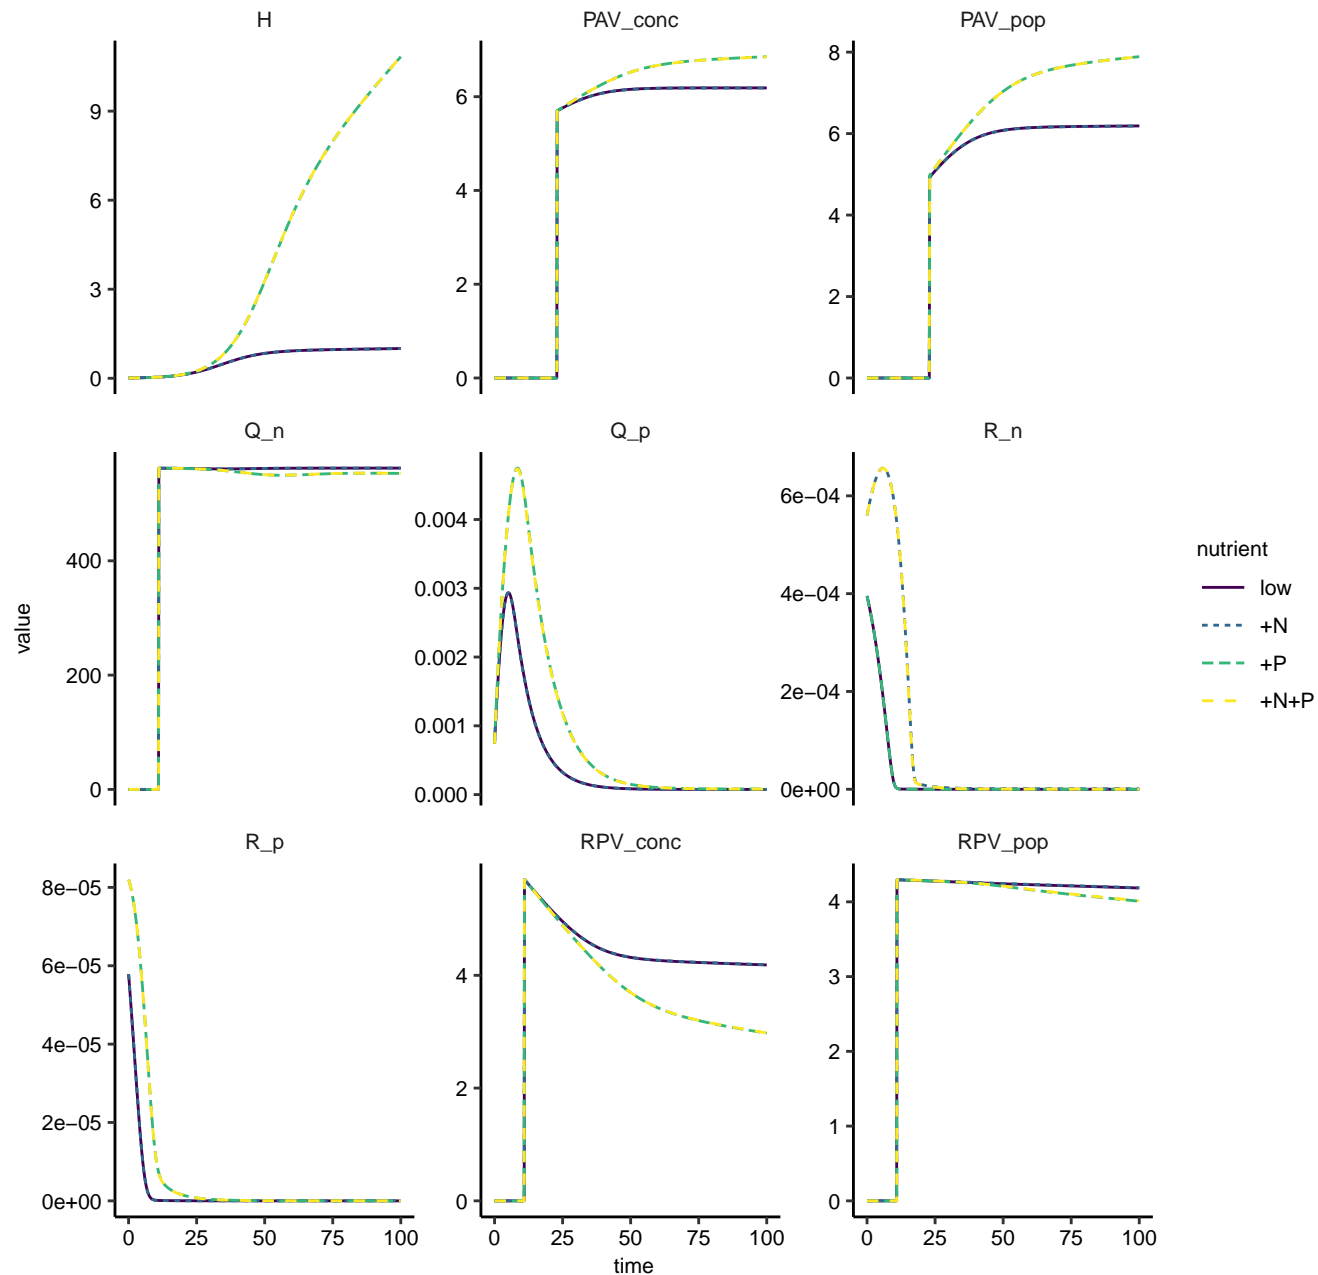 H
PAV_conc
PAV_pop
9
6
3
0
6
4
2
0
8
6
4
2
0
Q_n
Q_p
R_n
400
200
0
0.004
0.003
0.002
0.001
0.000
6e−04
4e−04
2e−04
0e+00
R_p
RPV_conc
RPV_pop
8e−05
6e−05
4e−05
2e−05
0e+00
4
2
0
4
3
2
1
0
0 25 50 75 100
0 25 50 75 100
0 25 50 75 100
time
value
nutrient
low
+N
+P
+N+P